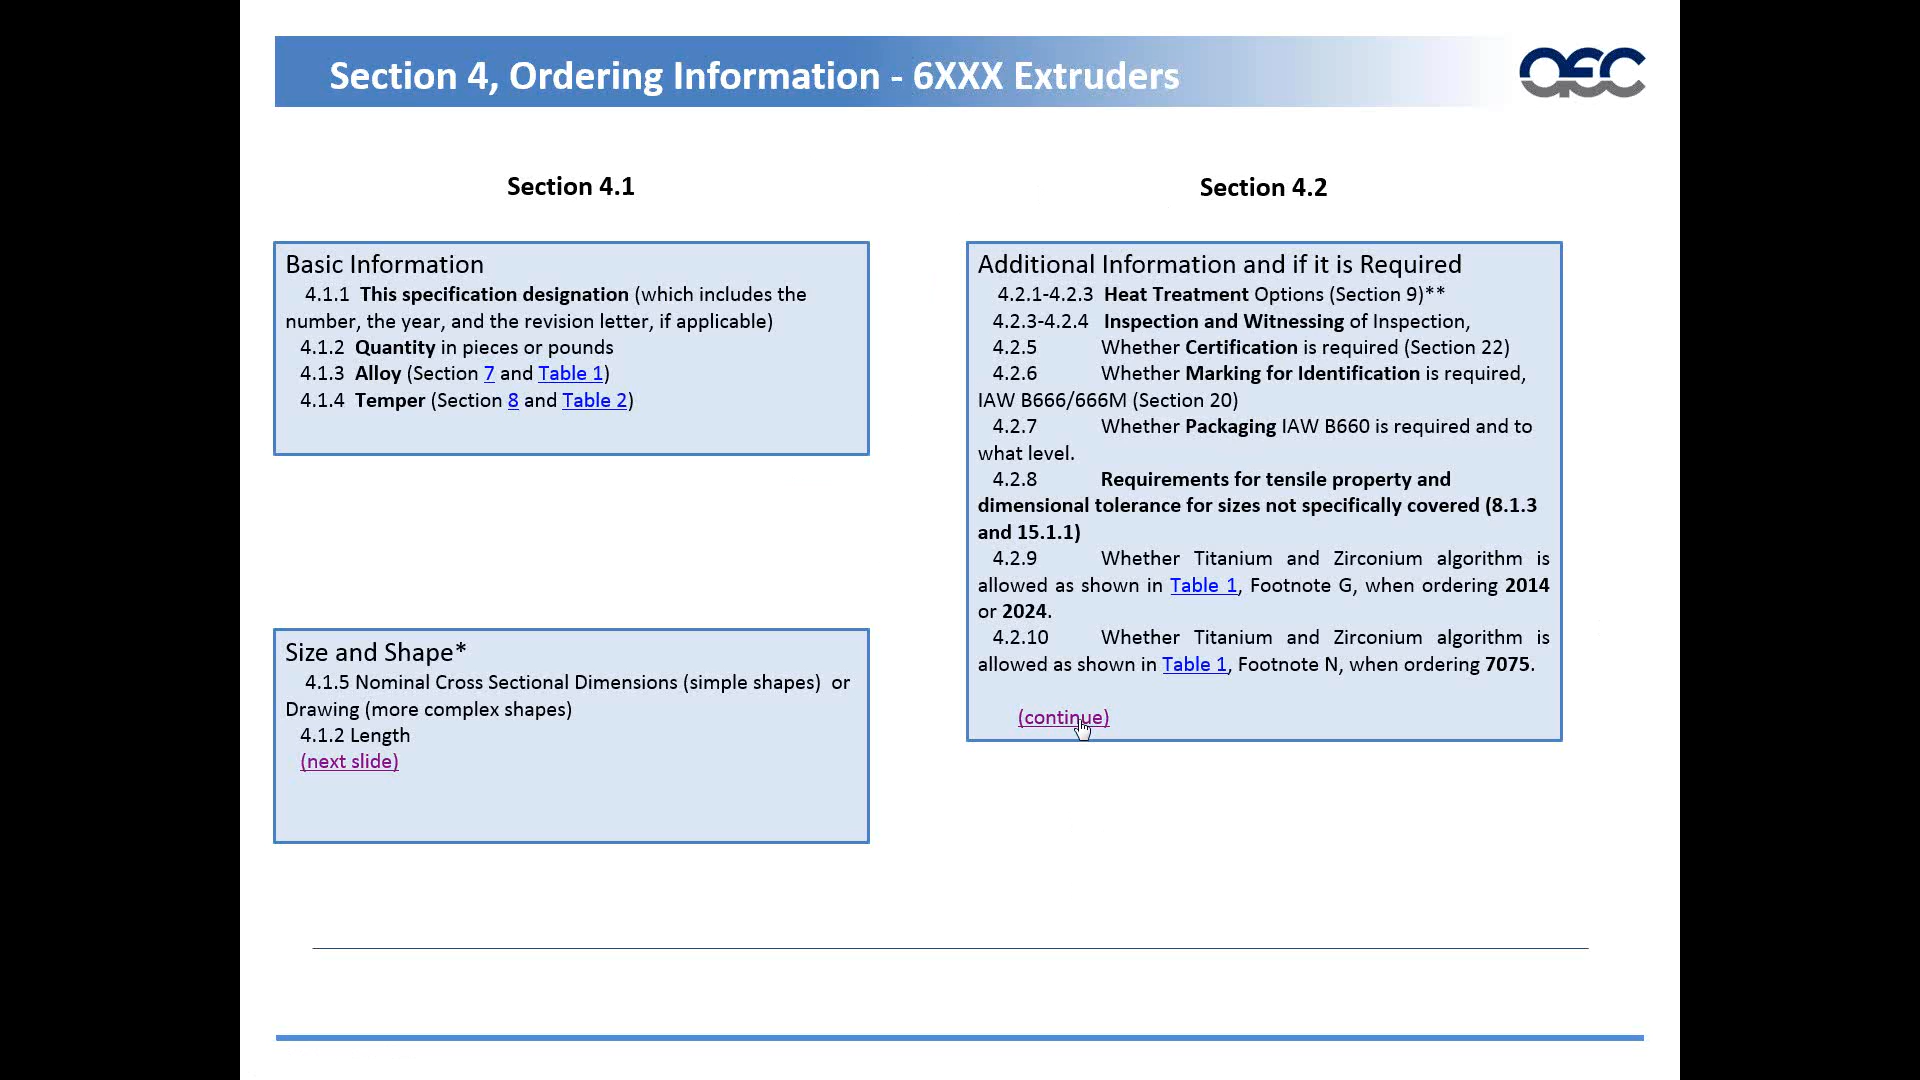 Section 4, Ordering Information - 6XXX Extruders
AEC
Section 4.1
Basic Information
4.1.1 This specification designation (which includes the
number, the year, and the revision letter, if applicable)
4.1.2 Quantity in pieces or pounds
4.1.3 Alloy (Section 7 and Table 1)
4.1.4 Temper (Section 8 and Table 2)
Size and Shape*
4.1.5 Nominal Cross Sectional Dimensions (simple shapes) or
Drawing (more complex shapes)
4.1.2 Length
(next slide)
Section 4.2
Additional Information and if it is Required
4.2.1-4.2.3 Heat Treatment Options (Section 9)**
4.2.3-4.2.4 Inspection and Witnessing of Inspection,
4.2.5 Whether Certification is required (Section 22)
4.2.6 Whether Marking for Identification is required,
IAW B666/666M (Section 20)
4.2.7 Whether Packaging IAW B660 is required and to
what level.
4.2.8 Requirements for tensile property and
dimensional tolerance for sizes not specifically covered (8.1.3
and 15.1.1)
4.2.9 Whether Titanium and Zirconium algorithm is
allowed as shown in Table 1, Footnote G, when ordering 2014
or 2024.
4.2.10 Whether Titanium and Zirconium algorithm is
allowed as shown in Table 1, Footnote N, when ordering 7075.
(continue)